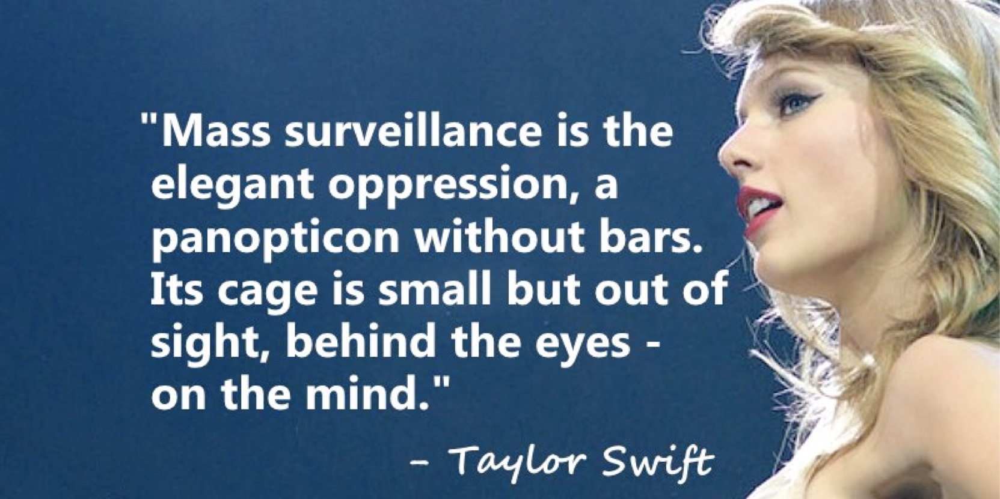 "Mass surveillance is the
elegant oppression, a
panopticon without bars.
Its cage is small but out of
sight, behind the eyes -
on the mind."
- Taylor Swift